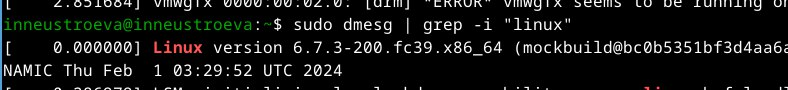 [    2.851684] vmwgfx 0000:00:02.0: [drm] *ERROR* vmwgfx seems to be running on
inneustroeva@inneustroeva:~$ sudo dmesg | grep -i "linux"
[    0.000000] Linux version 6.7.3-200.fc39.x86_64 (mockbuild@bc0b5351bf3d4aa6a
NAMIC Thu Feb  1 03:29:52 UTC 2024